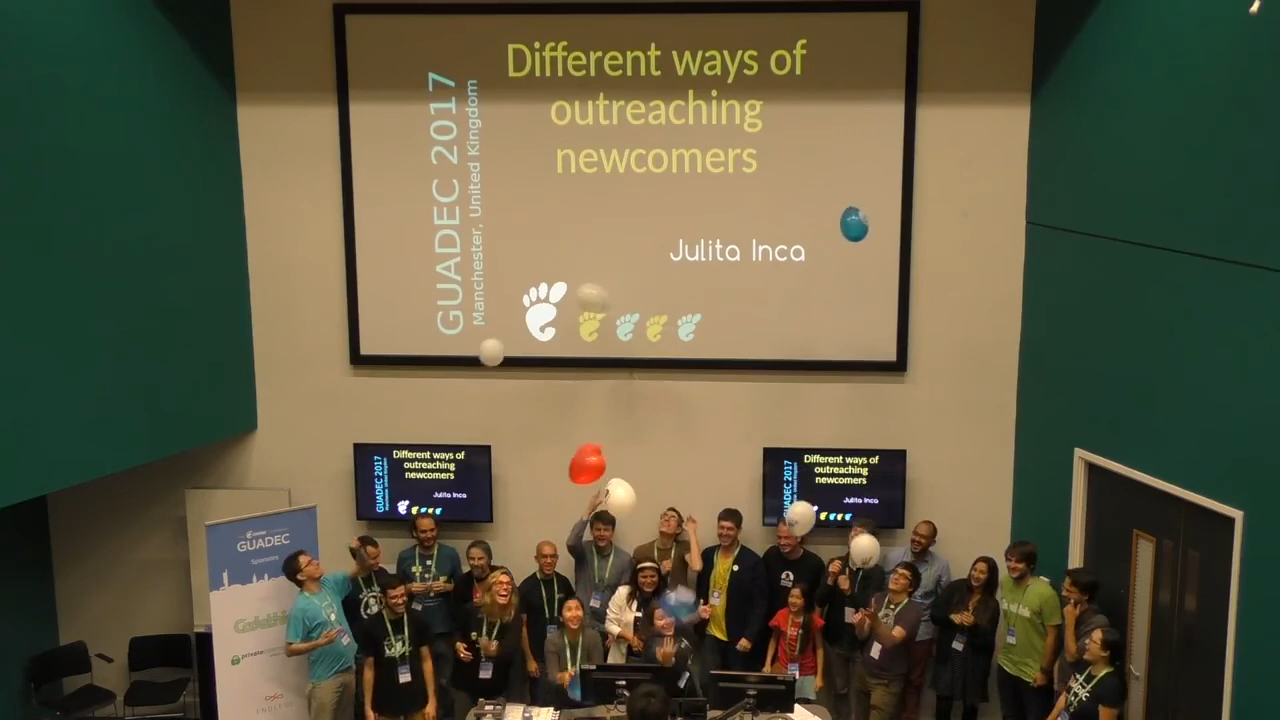 Different ways of
outreaching
newcomers
GUADEC 2017
Manchester, United Kingdom
Julita Inca
Different ways of
outreaching
newcomers
GUADEC 2017
Julita Inca
Different ways of
outreaching
newcomers
GUADEC 2017
Julita Inca
GUADEC
Sponsors